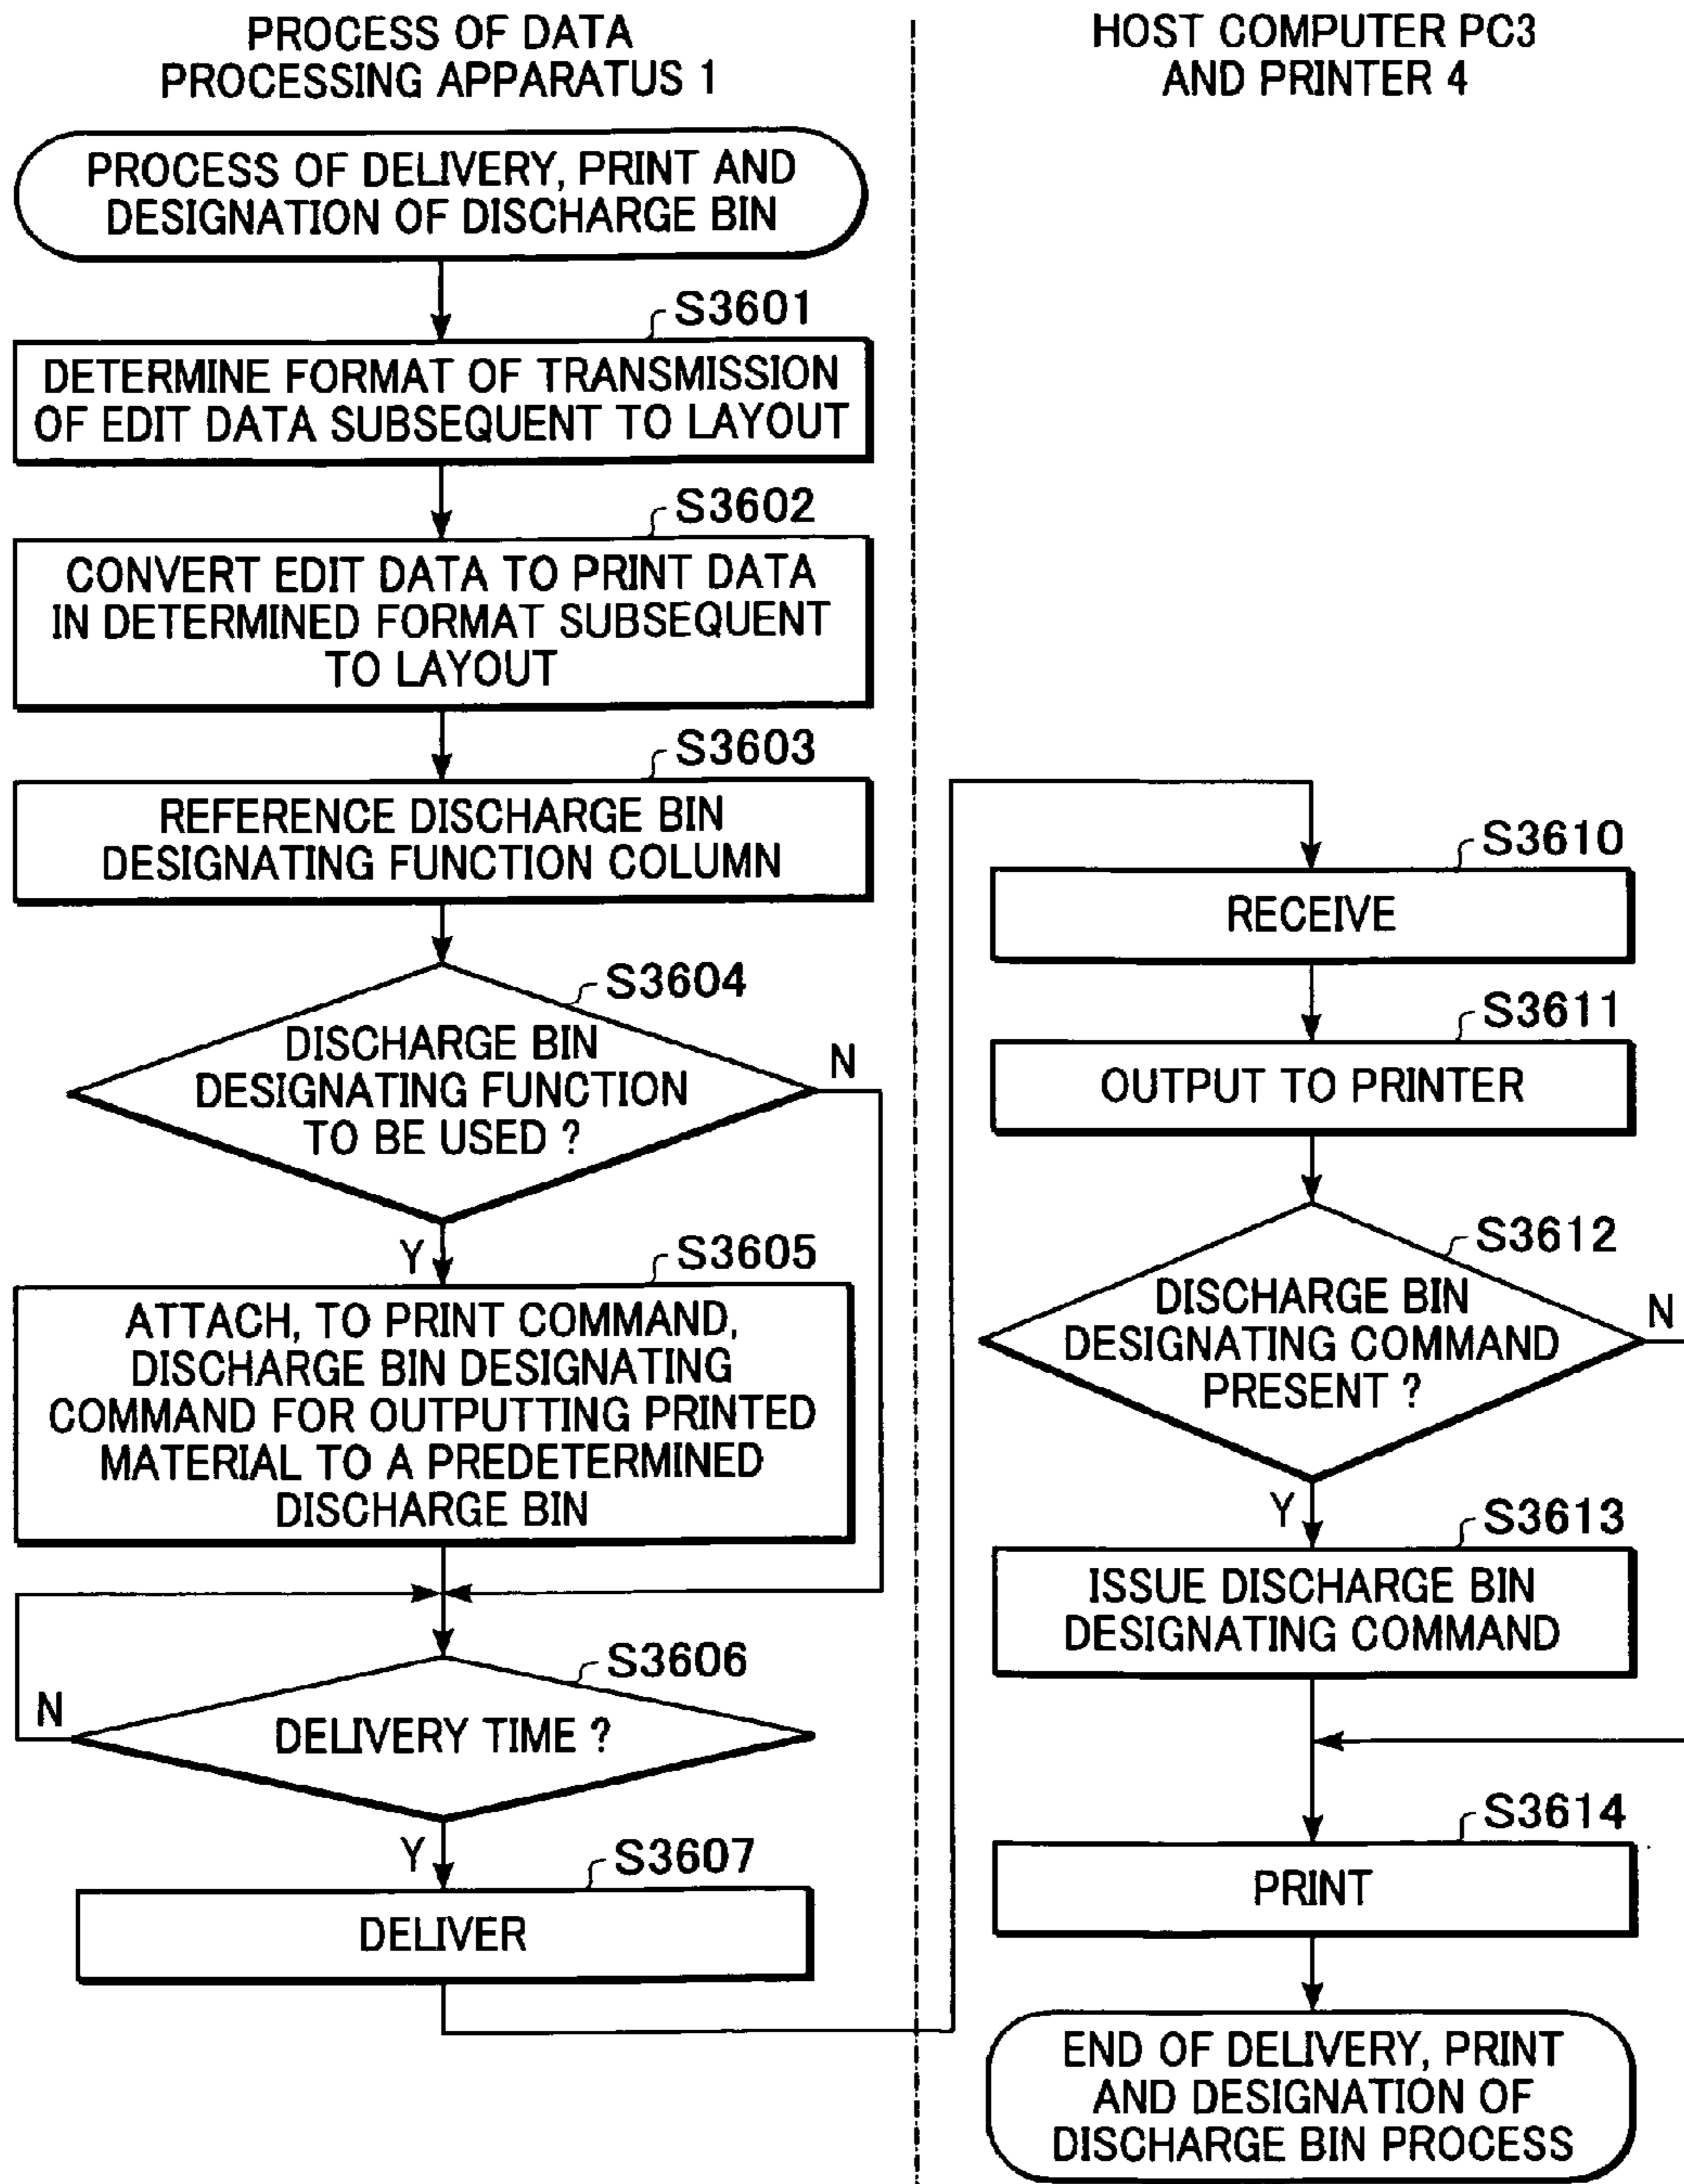 PROCESS OF DATA
PROCESSING APPARATUS 1
PROCESS OF DELIVERY, PRINT AND
DESIGNATION OF DISCHARGE BIN
S3601
DETERMINE FORMAT OF TRANSMISSION
OF EDIT DATA SUBSEQUENT TO LAYOUT
S3602
CONVERT EDIT DATA TO PRINT DATA
IN DETERMINED FORMAT SUBSEQUENT
TO LAYOUT
S3603
REFERENCE DISCHARGE BIN
DESIGNATING FUNCTION COLUMN
S3604
DISCHARGE BIN
DESIGNATING FUNCTION
TO BE USED ?
N
Y
S3605
ATTACH, TO PRINT COMMAND,
DISCHARGE BIN DESIGNATING
COMMAND FOR OUTPUTTING PRINTED
MATERIAL TO A PREDETERMINED
DISCHARGE BIN
S3606
N
DELIVERY TIME ?
Y
S3607
DELIVER
HOST COMPUTER PC3
AND PRINTER 4
S3610
RECEIVE
S3611
OUTPUT TO PRINTER
S3612
DISCHARGE BIN
DESIGNATING COMMAND
PRESENT ?
N
Y
S3613
ISSUE DISCHARGE BIN
DESIGNATING COMMAND
S3614
PRINT
END OF DELIVERY, PRINT
AND DESIGNATION OF
DISCHARGE BIN PROCESS